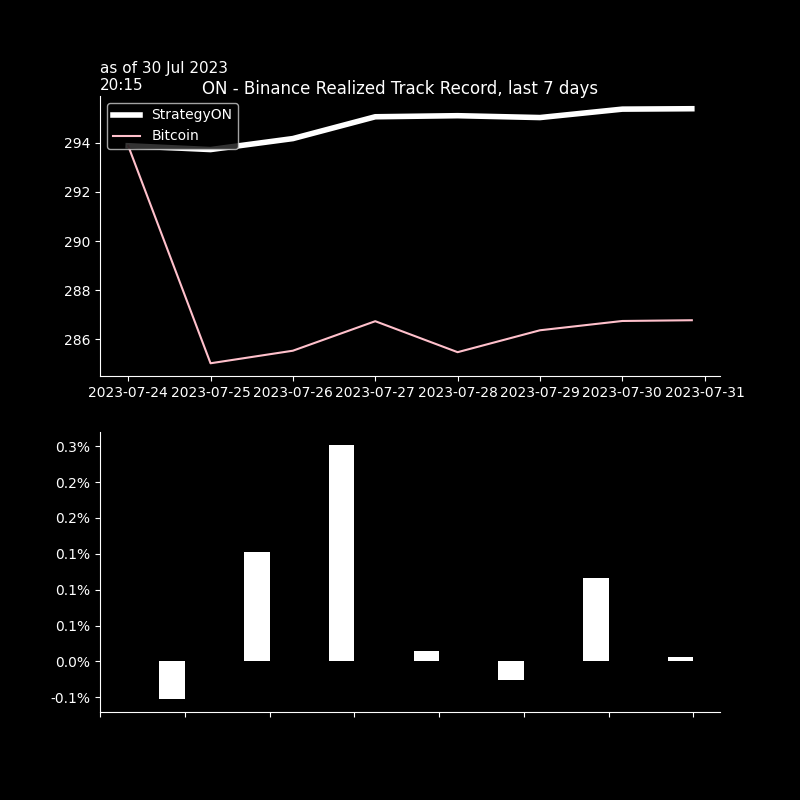 as of 30 Jul 2023
20:15
ON - Binance Realized Track Record, last 7 days
StrategyON
Bitcoin
294
292
290
288
286
2023-07-24 2023-07-25 2023-07-26 2023-07-27 2023-07-28 2023-07-29 2023-07-30 2023-07-31
0.3%
0.2%
0.2%
0.1%
0.1%
0.1%
0.0%
-0.1%